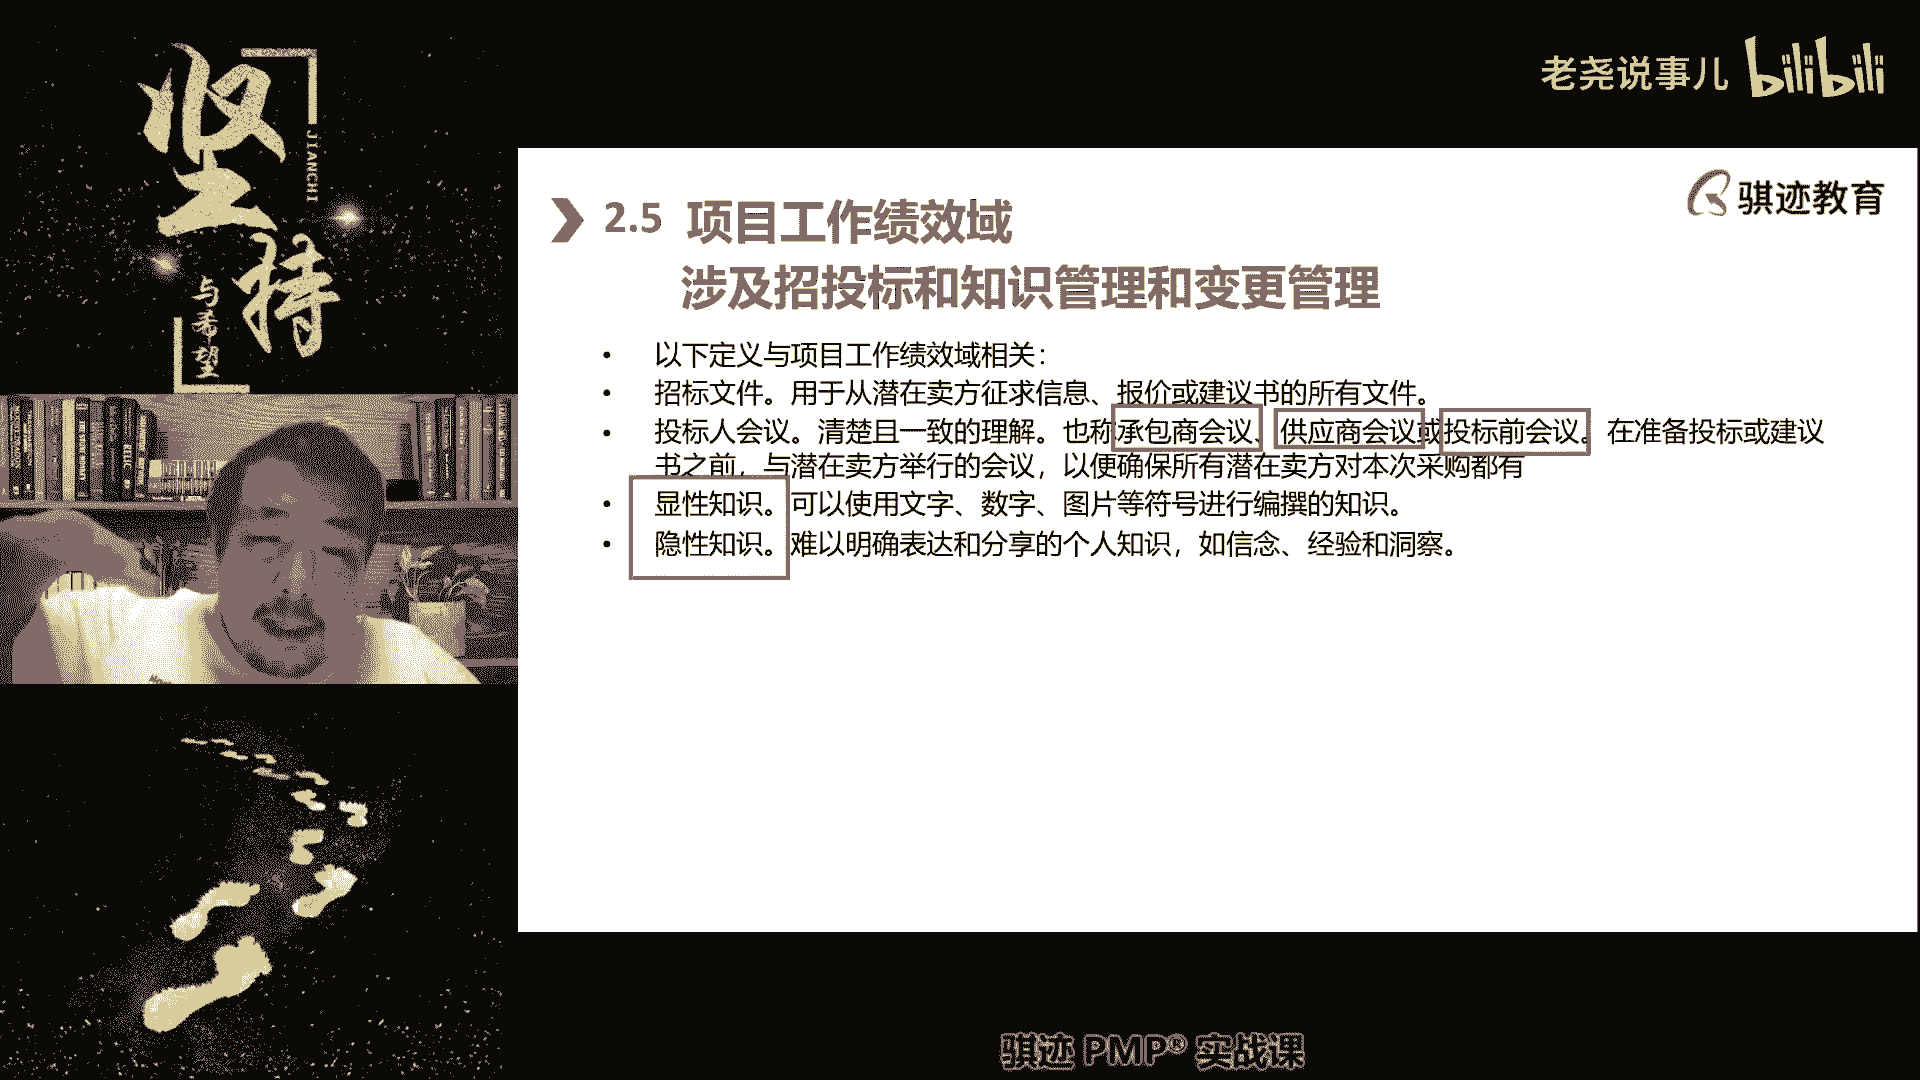 坚持
JIANCHI
与希望
老尧说事儿 bilibili
骐迹教育
2.5 项目工作绩效域
涉及招投标和知识管理和变更管理
• 以下定义与项目工作绩效域相关：
• 招标文件。用于从潜在卖方征求信息、报价或建议书的所有文件。
• 投标人会议。清楚且一致的理解。也称承包商会议、供应商会议或投标前会议。在准备投标或建议
书之前，与潜在卖方举行的会议，以便确保所有潜在卖方对本次采购都有
• 显性知识。可以使用文字、数字、图片等符号进行编撰的知识。
• 隐性知识。难以明确表达和分享的个人知识，如信念、经验和洞察。
骐迹 PMP® 实战课